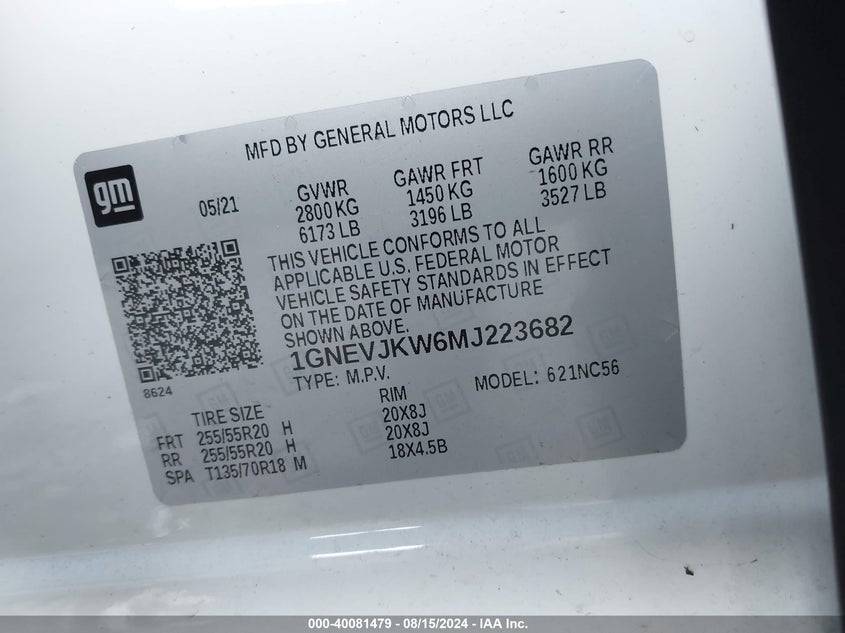 MFD BY GENERAL MOTORS LLC
gm
05/21
GVWR
2800 KG
6173 LB
GAWR FRT
1450 KG
3196 LB
GAWR RR
1600 KG
3527 LB
THIS VEHICLE CONFORMS TO ALL
APPLICABLE U.S. FEDERAL MOTOR
VEHICLE SAFETY STANDARDS IN EFFECT
ON THE DATE OF MANUFACTURE
SHOWN ABOVE.
1GNEVJKW6MJ223682
TYPE: M.P.V.
MODEL: 621NC56
8624
TIRE SIZE RIM
FRT 255/55R20 H 20X8J
RR 255/55R20 H 20X8J
SPA T135/70R18 M 18X4.5B
000-40081479 - 08/15/2024 - IAA Inc.